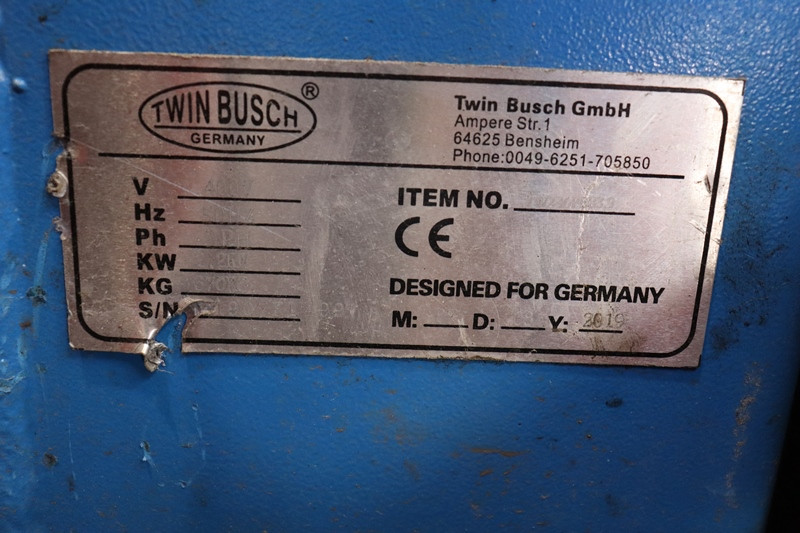 TWIN BUSCH ®
GERMANY
Twin Busch GmbH
Ampere Str.1
64625 Bensheim
Phone:0049-6251-705850
V
Hz
Ph
KW
KG
S/N
ITEM NO.
CE
DESIGNED FOR GERMANY
M: D: Y: 2019